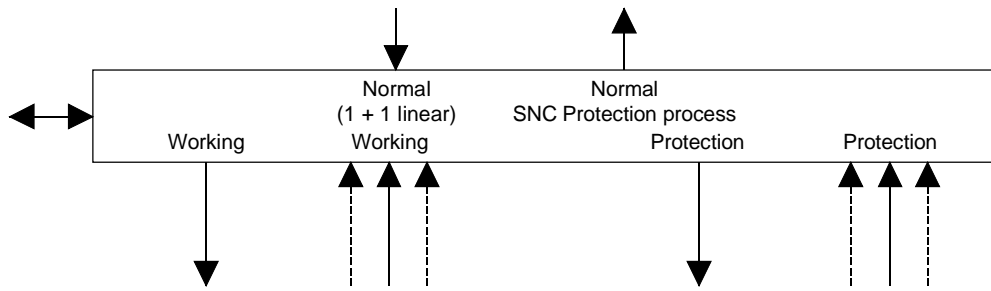 Normal Normal
(1 + 1 linear) SNC Protection process
Working Working Protection Protection